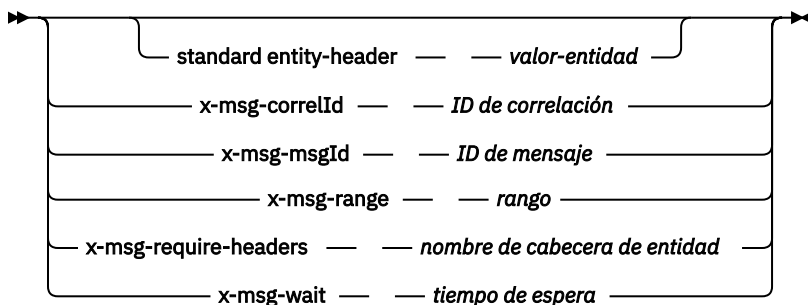 standard entity-header — valor-entidad
x-msg-correlId — ID de correlación
x-msg-msgId — ID de mensaje
x-msg-range — rango
x-msg-require-headers — nombre de cabecera de entidad
x-msg-wait — tiempo de espera